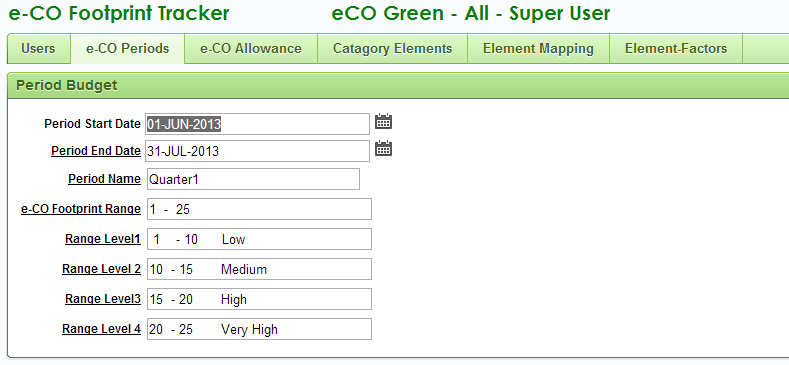 e-CO Footprint Tracker eCO Green - All - Super User
Users e-CO Periods e-CO Allowance Catagory Elements Element Mapping Element-Factors
Period Budget
Period Start Date 01-JUN-2013
Period End Date 31-JUL-2013
Period Name Quarter1
e-CO Footprint Range 1 - 25
Range Level1 1 - 10 Low
Range Level 2 10 - 15 Medium
Range Level3 15 - 20 High
Range Level 4 20 - 25 Very High